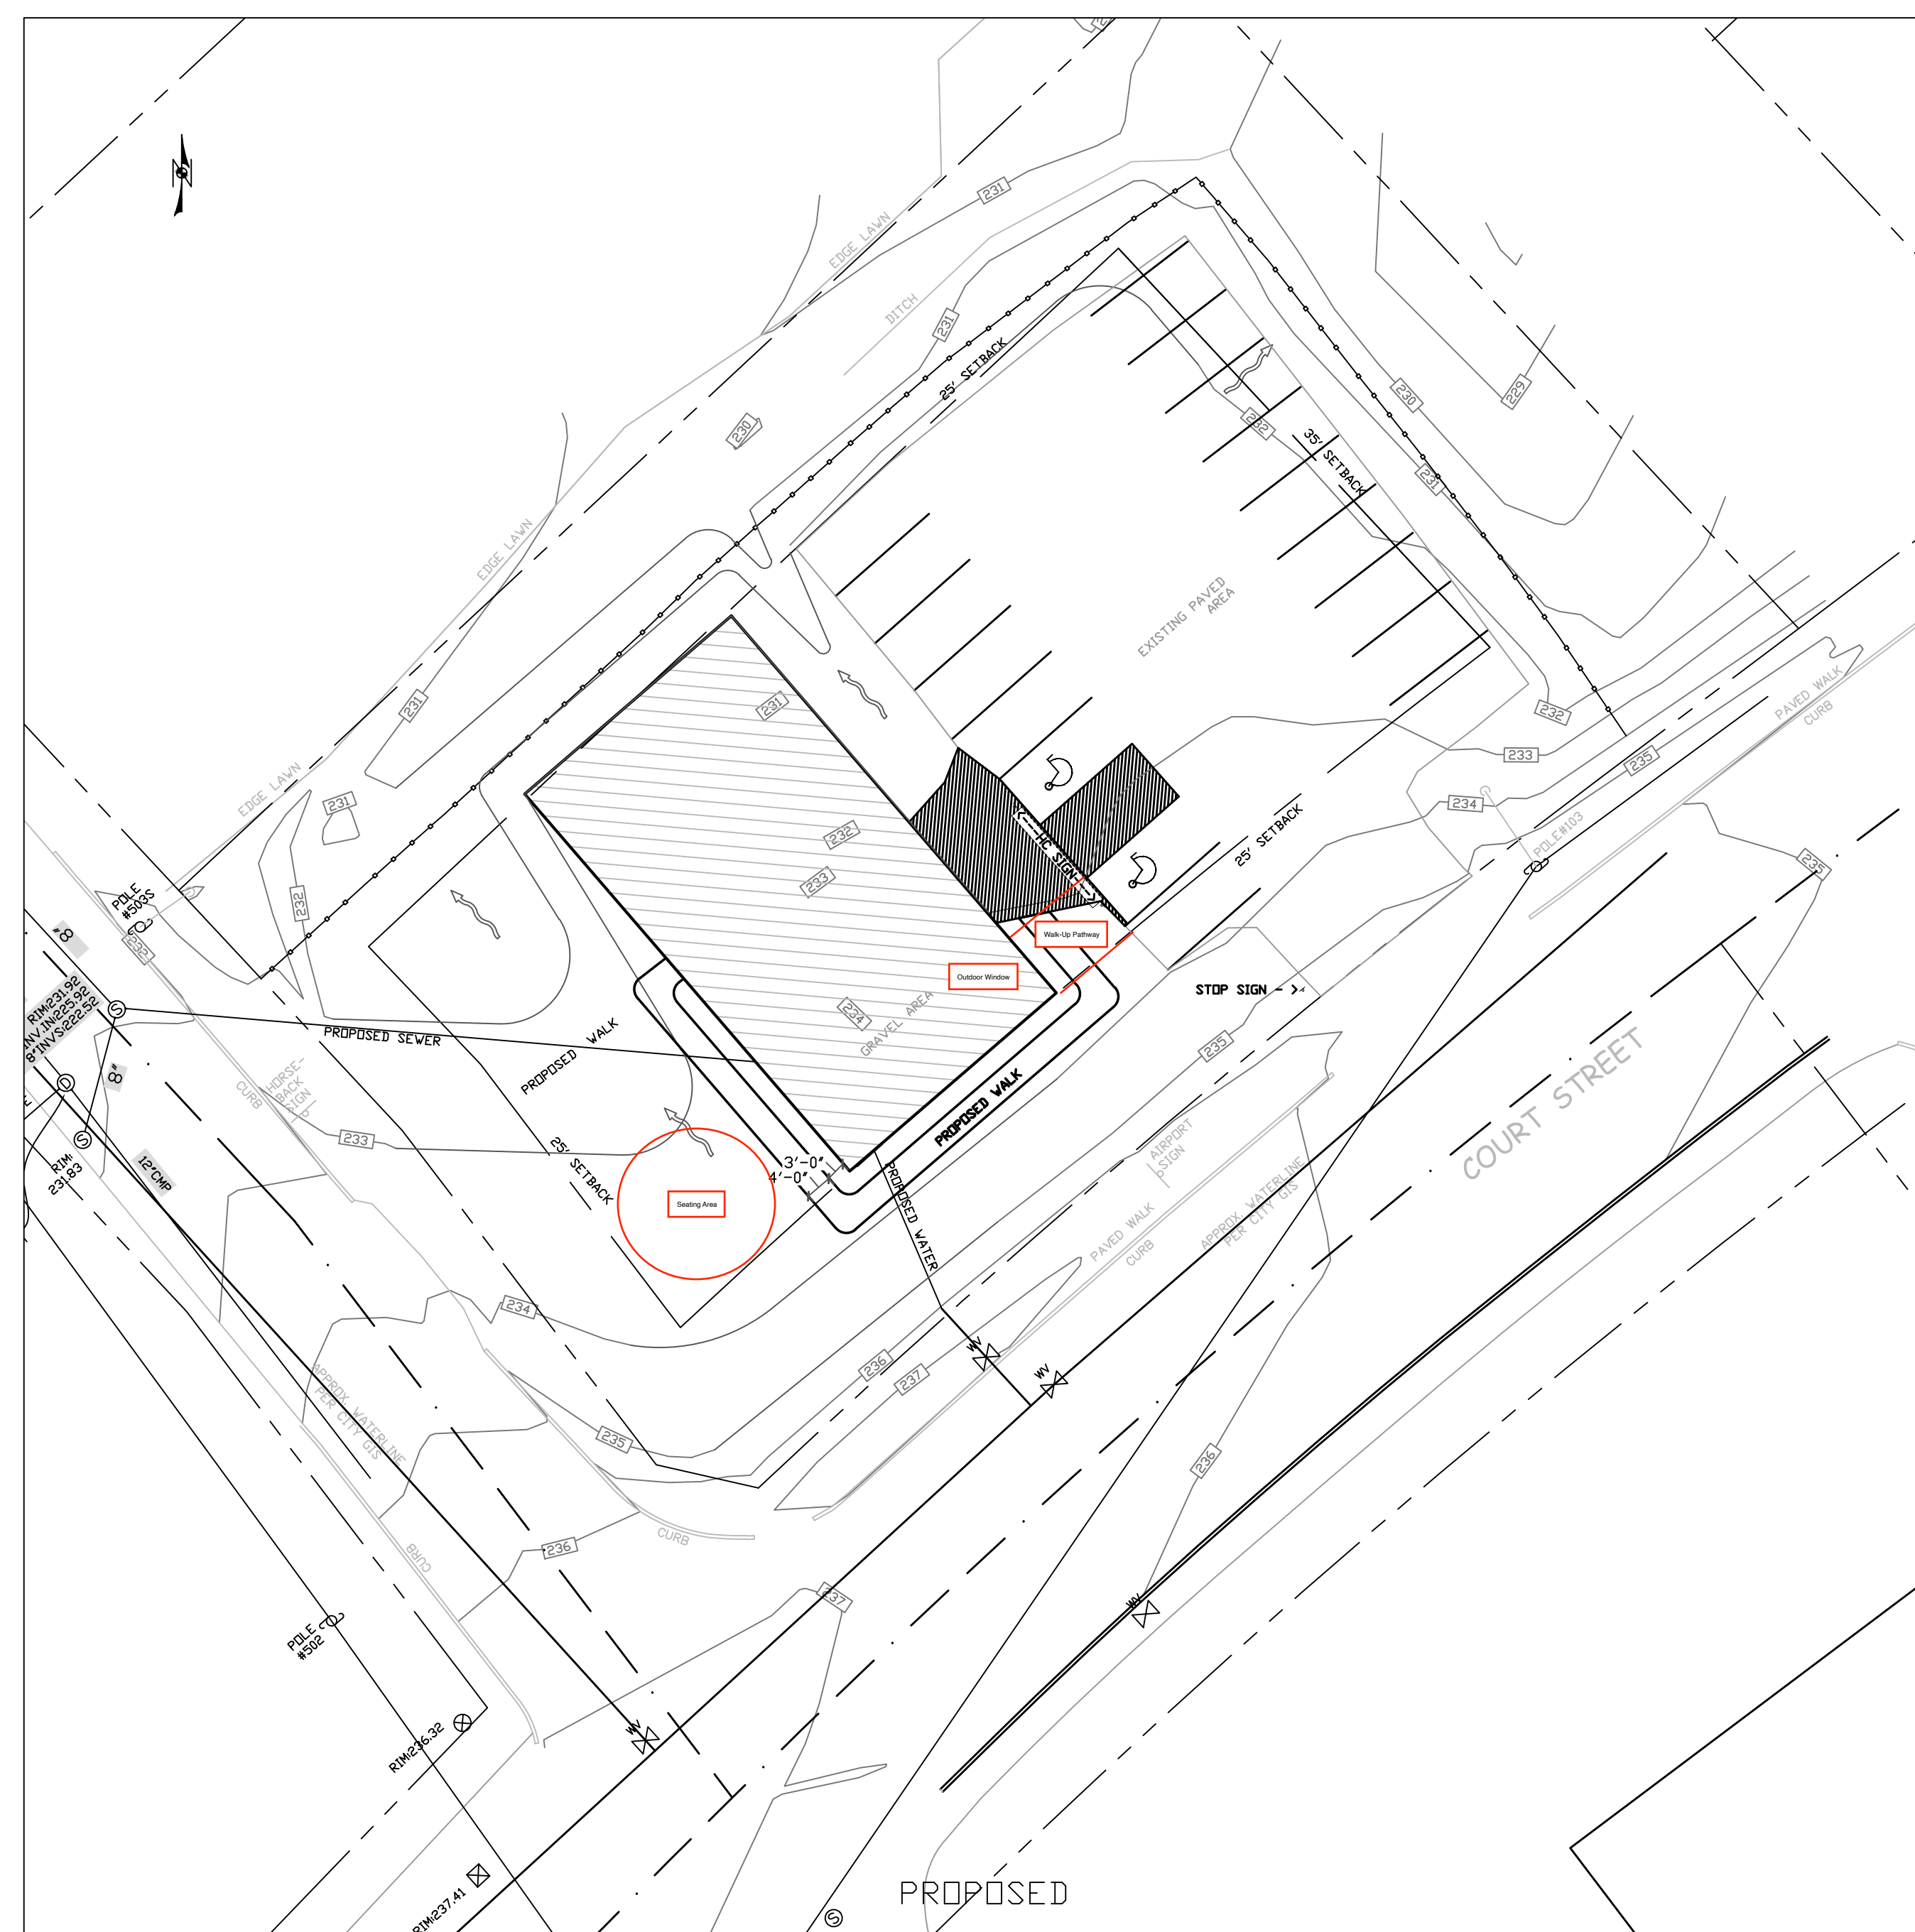 N
231
EDGE LAWN
DITCH
231
25' SETBACK
230
229
230
232
35' SETBACK
231
EDGE LAWN
EXISTING PAVED
AREA
231
231
232
233
235
PAVED WALK
CURB
EDGE LAWN
231
232
233
HC SIGN
234
25' SETBACK
POLE#103
235
POLE
#503S
232
232
8"
RIM:231.92
INV.IN:225.92
8"INVS:222.52
Walk-Up Pathway
Outdoor Window
STOP SIGN -
234
GRAVEL AREA
PROPOSED SEWER
PROPOSED WALK
8"
CURB
HORSE-
BACK
SIGN
233
235
COURT STREET
PROPOSED WALK
AIRPORT
SIGN
RIM:
231.83
12"CMP
25' SETBACK
3'-0"
4'-0"
Seating Area
PROPOSED WATER
PAVED WALK
CURB
APPROX. WATERLINE
PER CITY GIS
234
236
237
WV
WV
APPROX. WATERLINE
PER CITY GIS
235
236
CURB
236
CURB
237
WV
POLE
#502
WV
RIM:236.32
RIM:237.41
PROPOSED
S
S
D
S